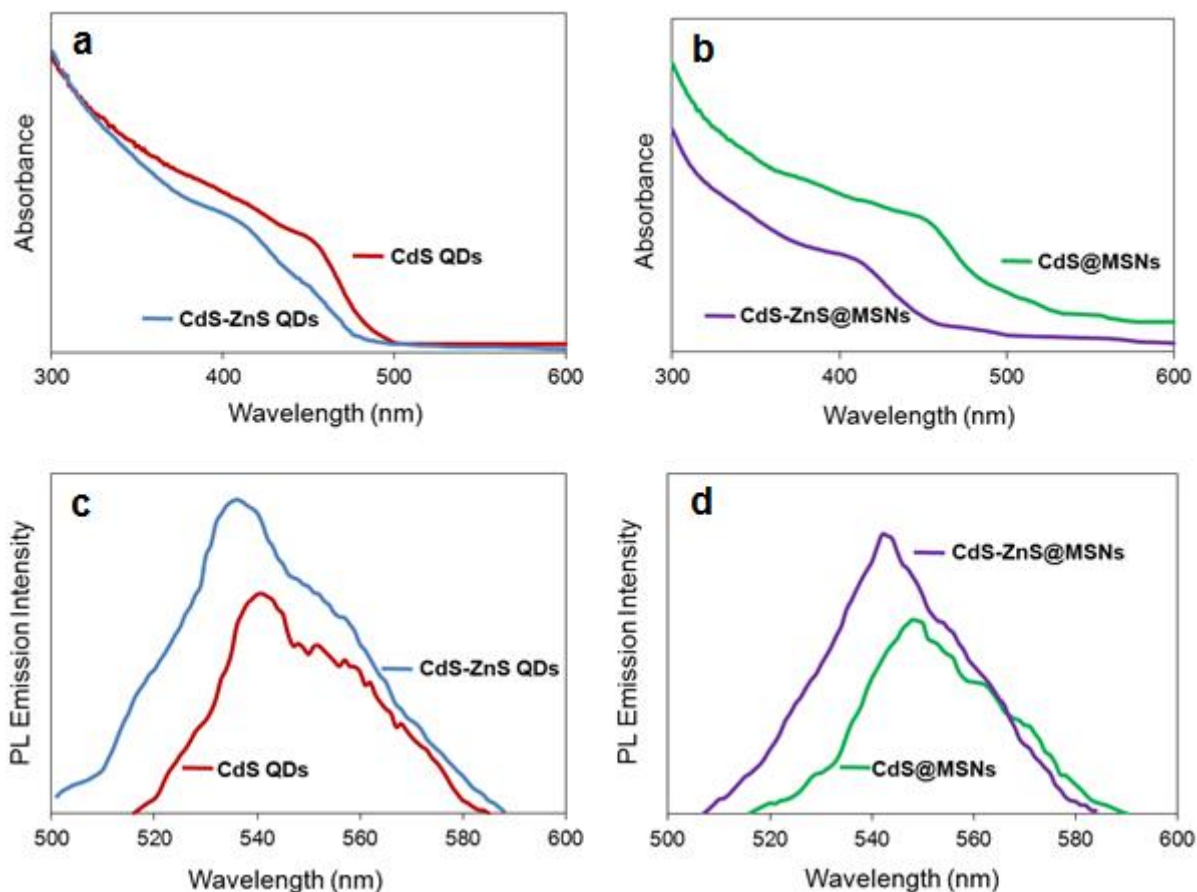 a
Absorbance
CdS QDs
CdS-ZnS QDs
300 400 500 600
Wavelength (nm)
b
Absorbance
CdS@MSNs
CdS-ZnS@MSNs
300 400 500 600
Wavelength (nm)
c
PL Emission Intensity
CdS-ZnS QDs
CdS QDs
500 520 540 560 580 600
Wavelength (nm)
d
PL Emission Intensity
CdS-ZnS@MSNs
CdS@MSNs
500 520 540 560 580 600
Wavelength (nm)